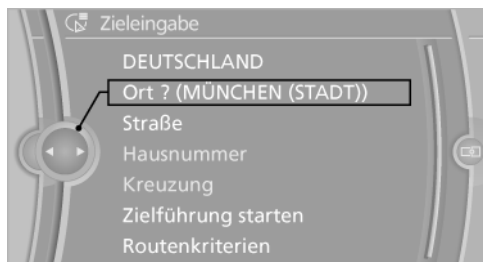 Zieleingabe
DEUTSCHLAND
Ort ? (MÜNCHEN (STADT))
Straße
Hausnummer
Kreuzung
Zielführung starten
Routenkriterien